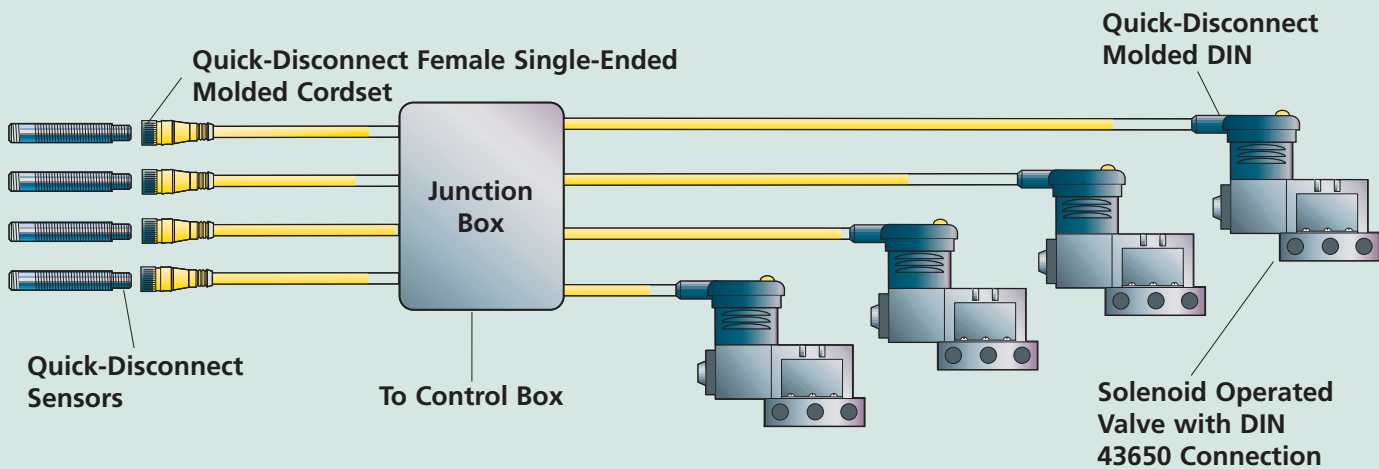 Quick-Disconnect Female Single-Ended
Molded Cordset
Quick-Disconnect
Molded DIN
Junction
Box
Quick-Disconnect
Sensors
To Control Box
Solenoid Operated
Valve with DIN
43650 Connection